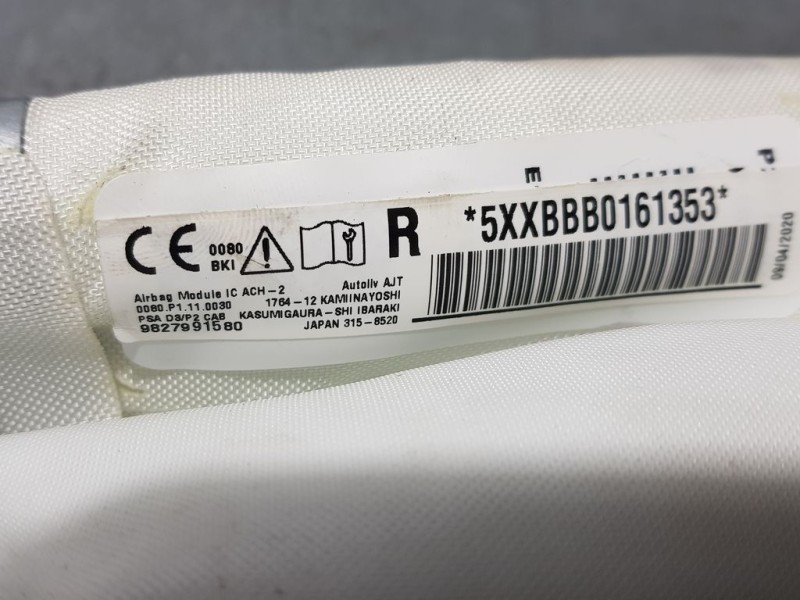 CE 0080 BKI R *5XXBBB0161353*
Airbag Module IC ACH-2 Autoliv AJT
0080.P1.11.0030 1764-12 KAMIINAYOSHI
PSA D3/P2 CAB KASUMIGAURA-SHI IBARAKI
9827991580 JAPAN 315-8520
09/04/2020